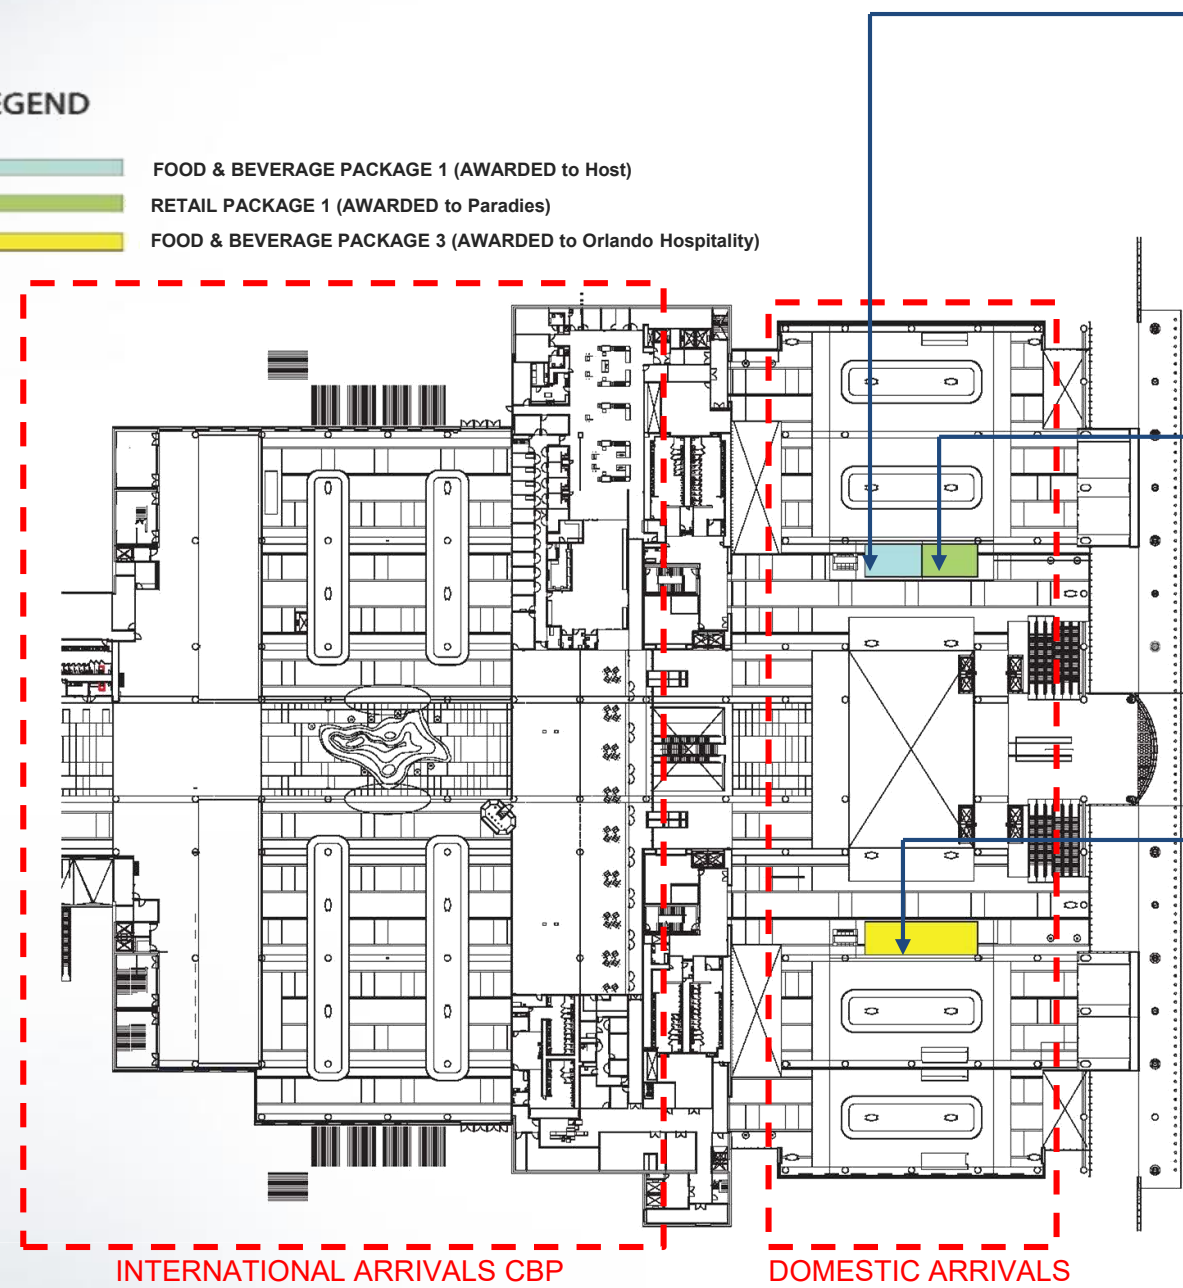 EGEND
FOOD & BEVERAGE PACKAGE 1 (AWARDED to Host)
RETAIL PACKAGE 1 (AWARDED to Paradies)
FOOD & BEVERAGE PACKAGE 3 (AWARDED to Orlando Hospitality)
INTERNATIONAL ARRIVALS CBP
DOMESTIC ARRIVALS